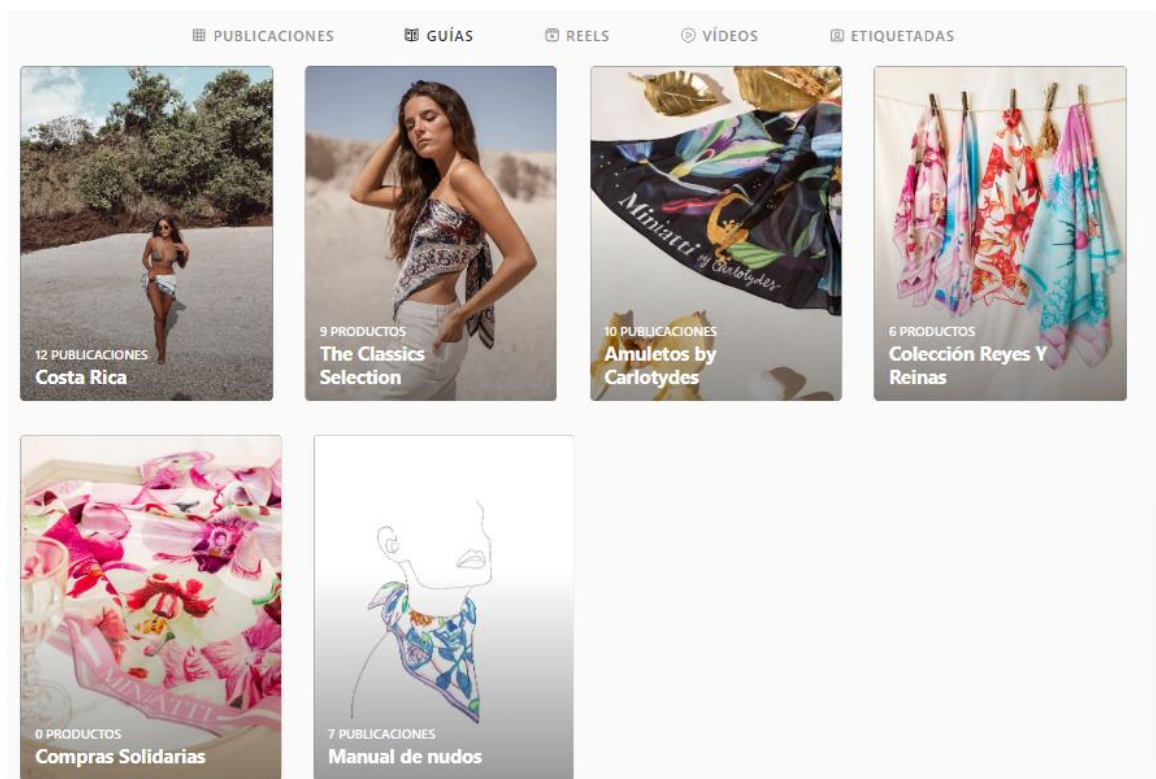 PUBLICACIONES
GUÍAS
REELS
VÍDEOS
ETIQUETADAS
12 PUBLICACIONES
Costa Rica
9 PRODUCTOS
The Classics
Selection
Miniatti
by Carlotydes
10 PUBLICACIONES
Amuletos by
Carlotydes
6 PRODUCTOS
Colección Reyes Y
Reinas
MINIATTI
0 PRODUCTOS
Compras Solidarias
7 PUBLICACIONES
Manual de nudos